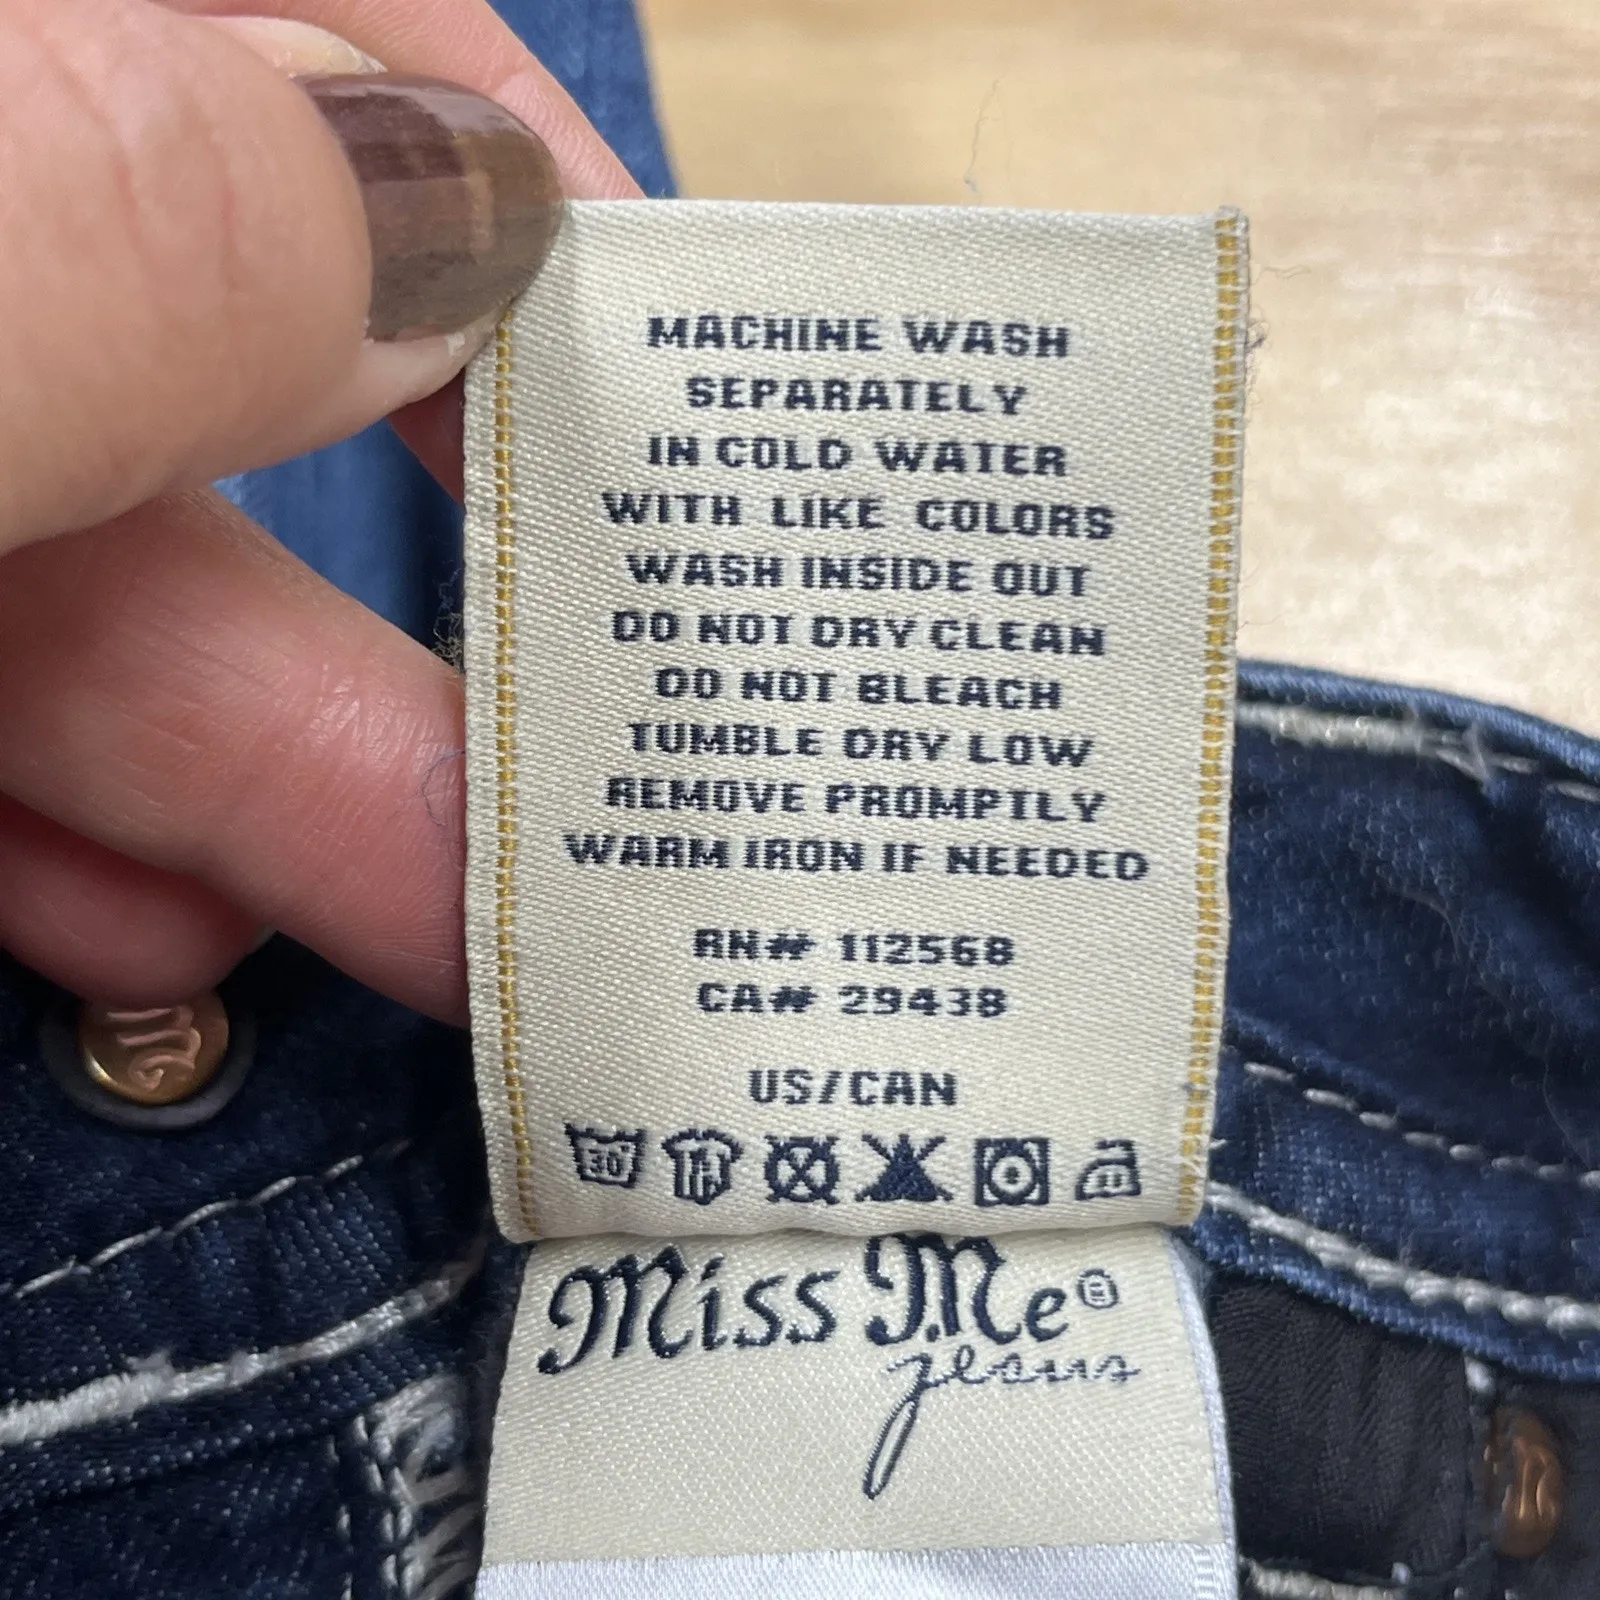 MACHINE WASH
SEPARATELY
IN COLD WATER
WITH LIKE COLORS
WASH INSIDE OUT
DO NOT DRY CLEAN
DO NOT BLEACH
TUMBLE DRY LOW
REMOVE PROMPTLY
WARM IRON IF NEEDED
RN# 112568
CA# 29438
US/CAN
30°
Miss Me®
jeans